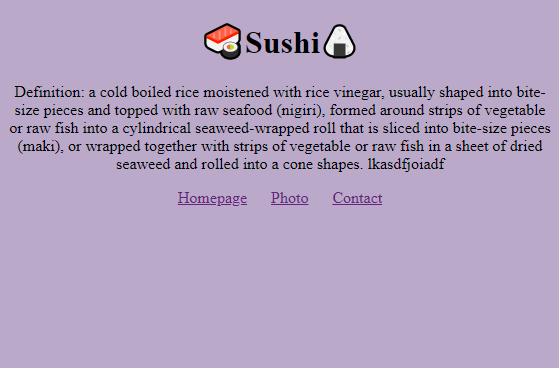 🍣Sushi🍙
Definition: a cold boiled rice moistened with rice vinegar, usually shaped into bite-
size pieces and topped with raw seafood (nigiri), formed around strips of vegetable
or raw fish into a cylindrical seaweed-wrapped roll that is sliced into bite-size pieces
(maki), or wrapped together with strips of vegetable or raw fish in a sheet of dried
seaweed and rolled into a cone shapes. lkasdfjoiadf
Homepage Photo Contact